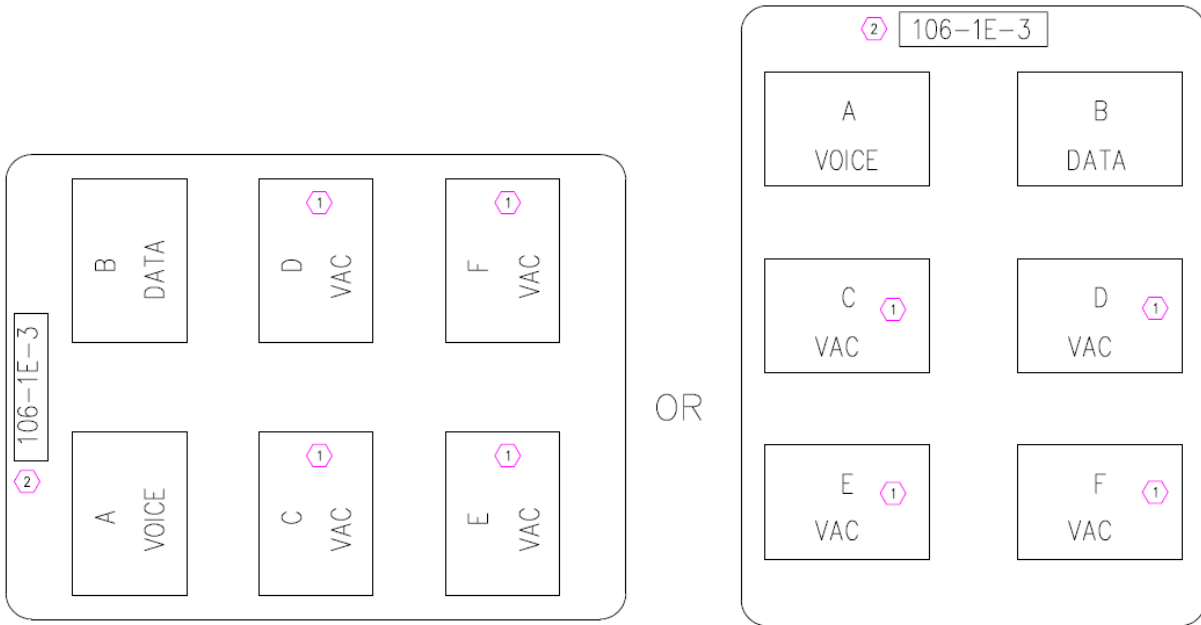 2 106-1E-3
B
DATA
D 1
VAC
F 1
VAC
A
VOICE
C 1
VAC
E 1
VAC
OR
2 106-1E-3
A
VOICE
B
DATA
C 1
VAC
D 1
VAC
E 1
VAC
F 1
VAC